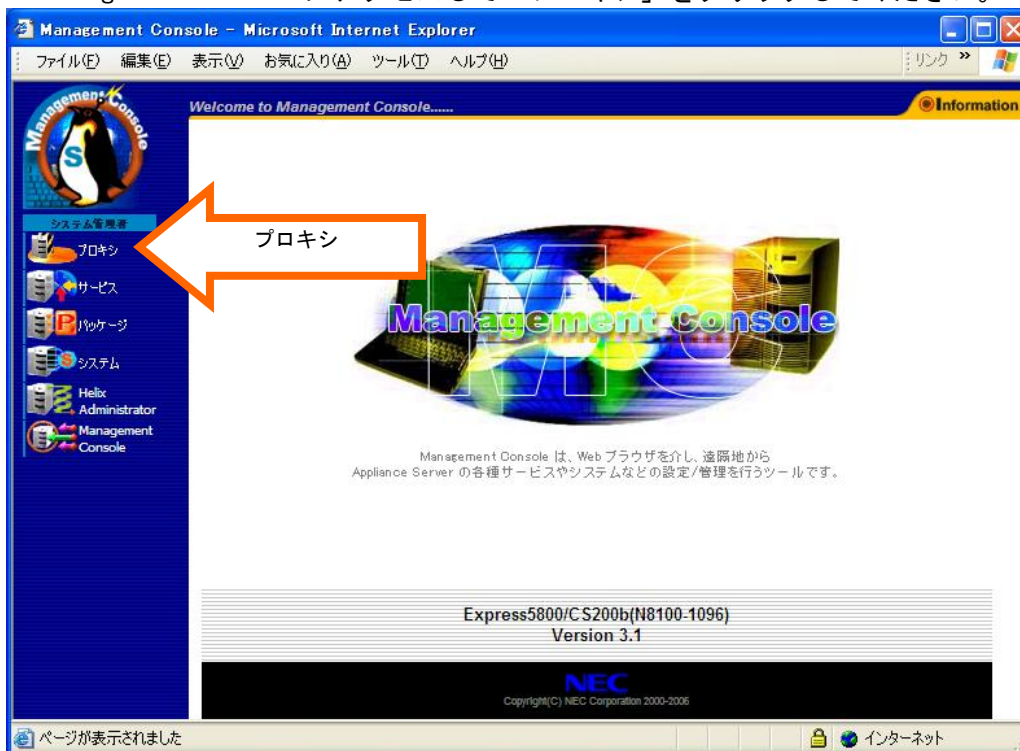 Management Console - Microsoft Internet Explorer
ファイル(F) 編集(E) 表示(V) お気に入り(A) ツール(T) ヘルプ(H) リンク »
Management Console
S
Welcome to Management Console......
Information
システム管理者
プロキシ
プロキシ
サービス
パッケージ
システム
Helix
Administrator
Management
Console
MC
Management Console
Management Console は、Web ブラウザを介し、遠隔地から
Appliance Server の各種サービスやシステムなどの設定/管理を行うツールです。
Express5800/CS200b(N8100-1096)
Version 3.1
NEC
Copyright(C) NEC Corporation 2000-2006
ページが表示されました インターネット